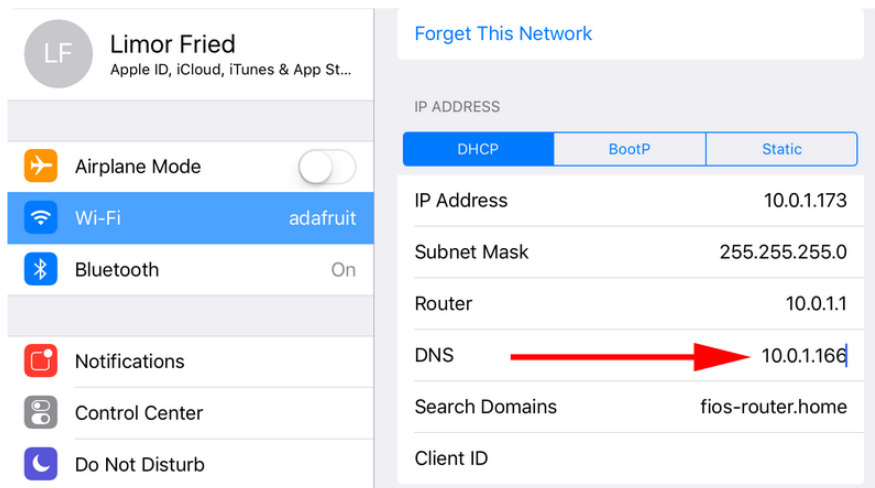 LF
Limor Fried
Apple ID, iCloud, iTunes & App St...
Airplane Mode
Wi-Fi adafruit
Bluetooth On
Notifications
Control Center
Do Not Disturb
Forget This Network
IP ADDRESS
DHCP BootP Static
IP Address 10.0.1.173
Subnet Mask 255.255.255.0
Router 10.0.1.1
DNS 10.0.1.166
Search Domains fios-router.home
Client ID